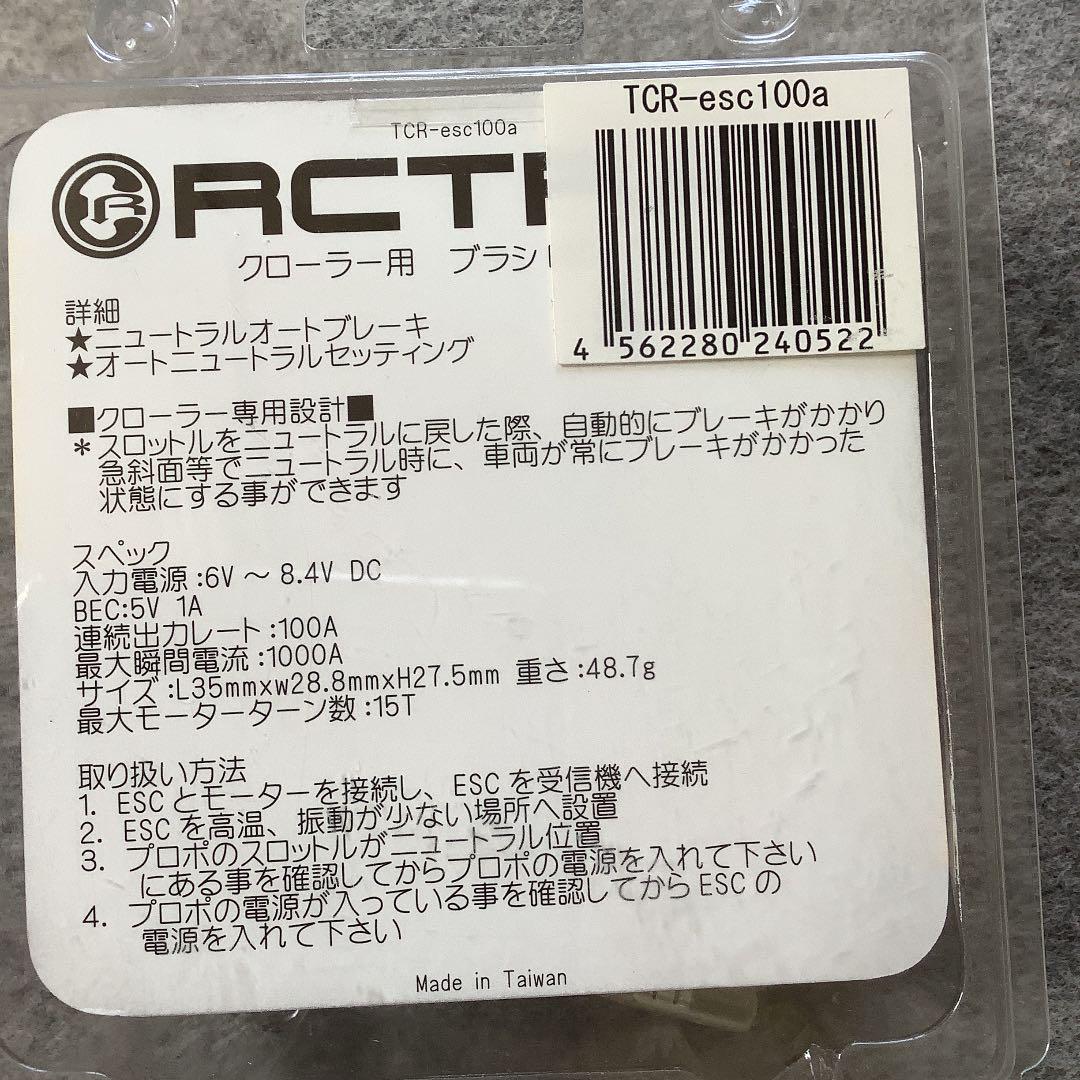 TCR-esc100a
TCR-esc100a
4 562280 240522
RCT
クローラー用 ブラシ
詳細
★ニュートラルオートブレーキ
★オートニュートラルセッティング
■クローラー専用設計■
*スロットルをニュートラルに戻した際、自動的にブレーキがかかり
急斜面等でニュートラル時に、車両が常にブレーキがかかった
状態にする事ができます
スペック
入力電源:6V ~ 8.4V DC
BEC:5V 1A
連続出力レート:100A
最大瞬間電流:1000A
サイズ:L35mmxw28.8mmxH27.5mm 重さ:48.7g
最大モーターターン数:15T
取り扱い方法
1. ESCとモーターを接続し、ESCを受信機へ接続
2. ESCを高温、振動が少ない場所へ設置
3. プロポのスロットルがニュートラル位置
にある事を確認してからプロポの電源を入れて下さい
4. プロポの電源が入っている事を確認してからESCの
電源を入れて下さい
Made in Taiwan